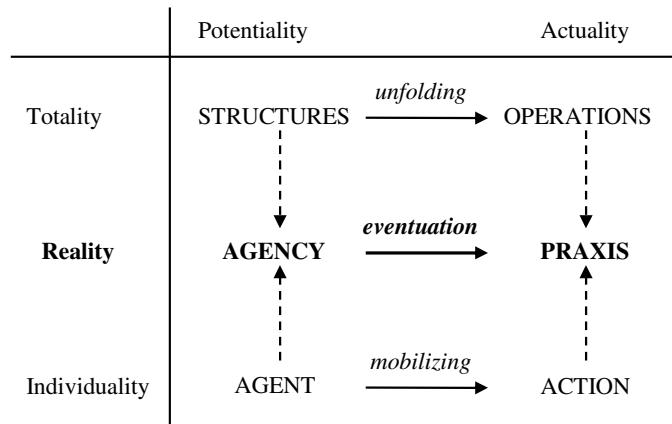 Potentiality Actuality
unfolding
Totality STRUCTURES OPERATIONS
eventuation
Reality AGENCY PRAXIS
mobilizing
Individuality AGENT ACTION